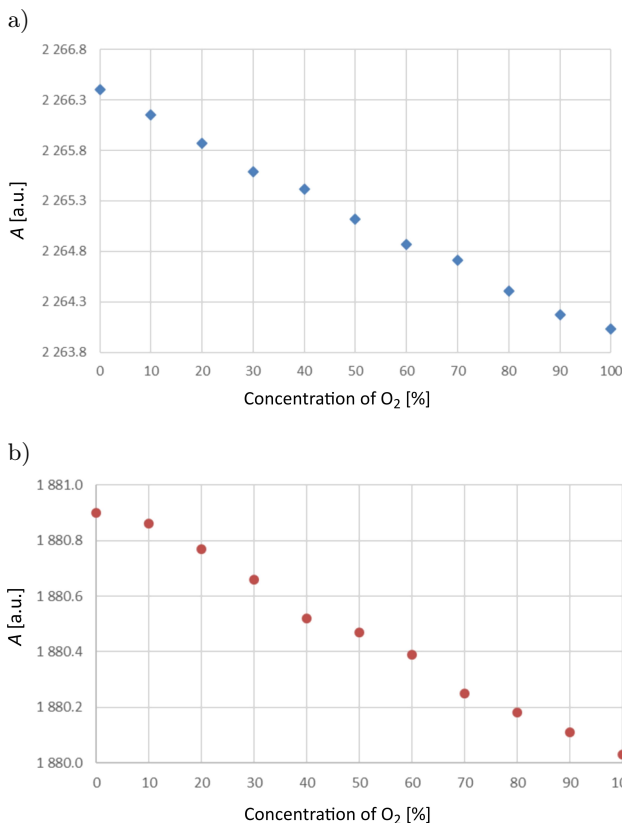 a)
2 266.8
2 266.3
2 265.8
2 265.3
2 264.8
2 264.3
2 263.8
A [a.u.]
0 10 20 30 40 50 60 70 80 90 100
Concentration of O₂ [%]
b)
1 881.0
1 880.8
1 880.6
1 880.4
1 880.2
1 880.0
A [a.u.]
0 10 20 30 40 50 60 70 80 90 10
Concentration of O₂ [%]